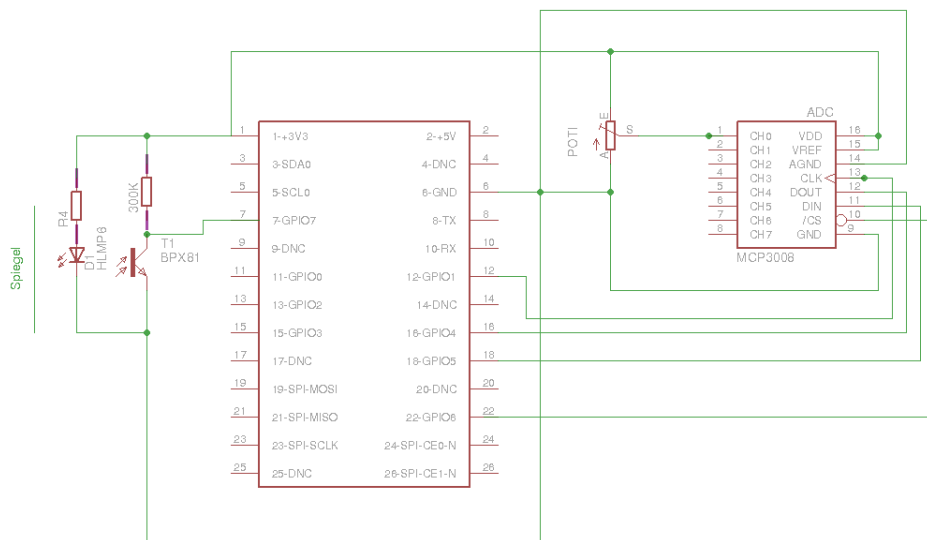 Spiegel
R4
D1
HLMP6
300K
T1
BPX81
1 1-+3V3 2-+5V 2
3 3-SDA0 4-DNC 4
5 5-SCL0 6-GND 6
7 7-GPIO7 8-TX 8
9 9-DNC 10-RX 10
11 11-GPIO0 12-GPIO1 12
13 13-GPIO2 14-DNC 14
15 15-GPIO3 16-GPIO4 16
17 17-DNC 18-GPIO5 18
19 19-SPI-MOSI 20-DNC 20
21 21-SPI-MISO 22-GPIO6 22
23 23-SPI-SCLK 24-SPI-CE0-N 24
25 25-DNC 26-SPI-CE1-N 26
POTI
E
S
A
ADC
1 CH0 VDD 16
2 CH1 VREF 15
3 CH2 AGND 14
4 CH3 CLK 13
5 CH4 DOUT 12
6 CH5 DIN 11
7 CH6 /CS 10
8 CH7 GND 9
MCP3008